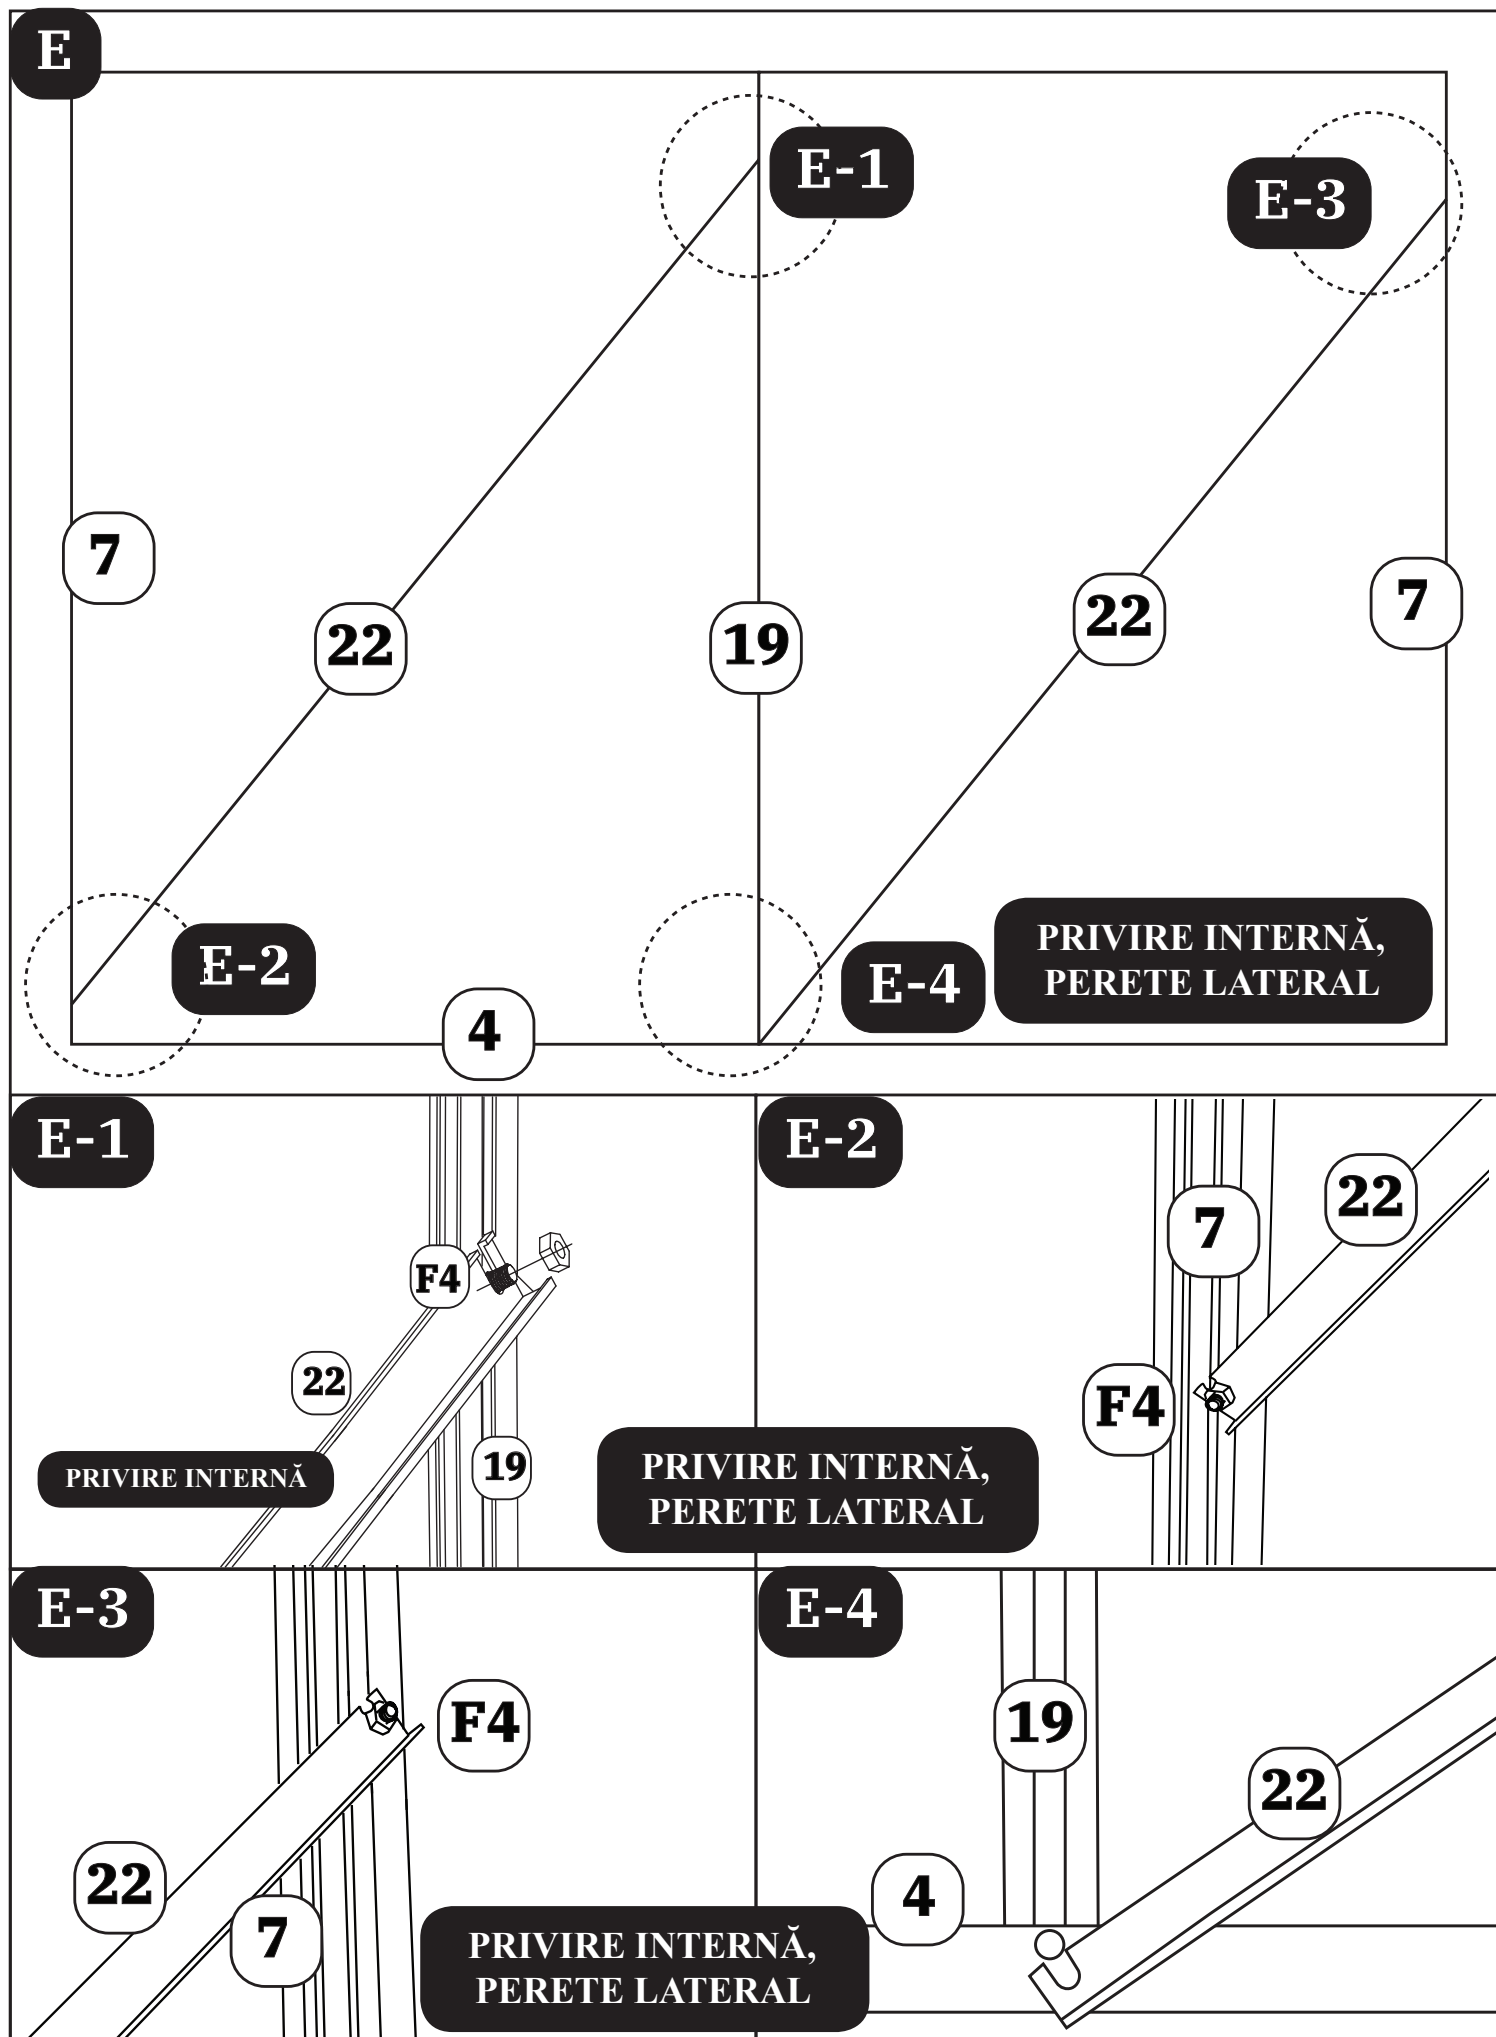 E
E-1
E-3
7
22
19
22
7
E-2
E-4
PRIVIRE INTERNĂ,
PERETE LATERAL
4
E-1
F4
22
19
PRIVIRE INTERNĂ
E-2
7
22
F4
PRIVIRE INTERNĂ,
PERETE LATERAL
E-3
F4
22
7
PRIVIRE INTERNĂ,
PERETE LATERAL
E-4
19
22
4